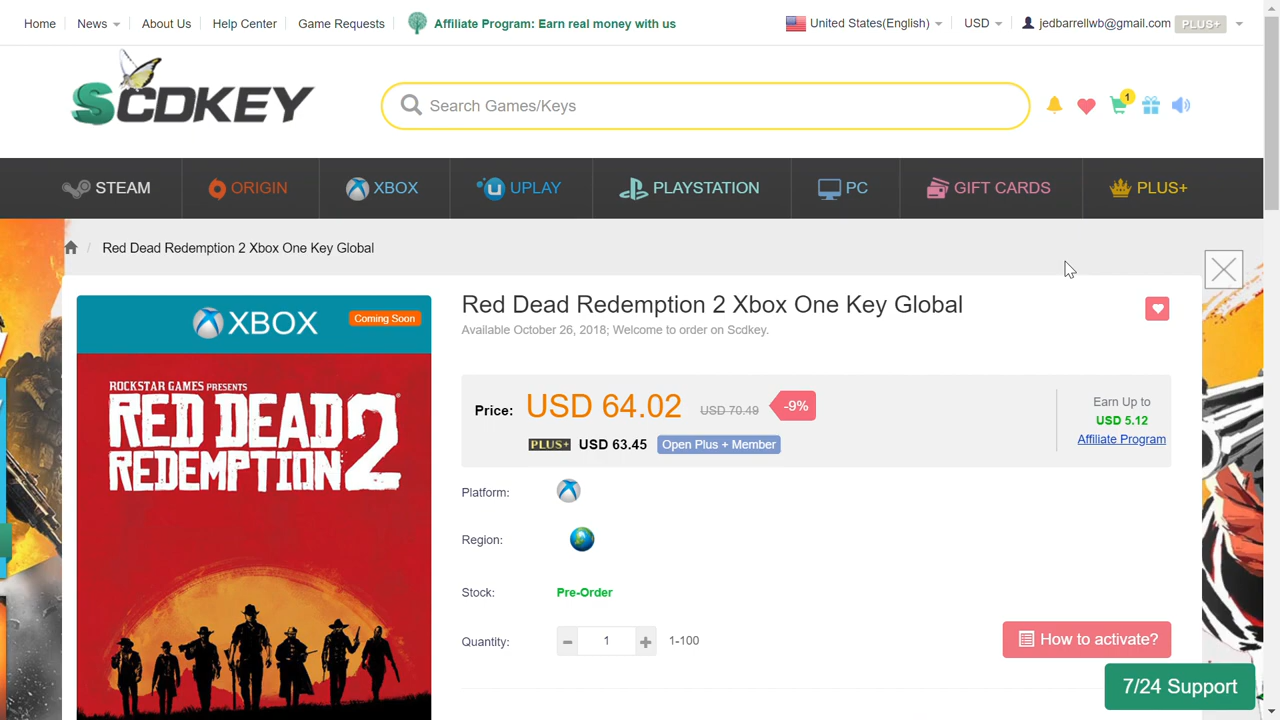 Home News About Us Help Center Game Requests Affiliate Program: Earn real money with us United States(English) USD jedbarrellwb@gmail.com PLUS+
SCDKEY Search Games/Keys 1
STEAM ORIGIN XBOX UPLAY PLAYSTATION PC GIFT CARDS PLUS+
/ Red Dead Redemption 2 Xbox One Key Global
XBOX Coming Soon
ROCKSTAR GAMES PRESENTS
RED DEAD
REDEMPTION 2
Red Dead Redemption 2 Xbox One Key Global
Available October 26, 2018; Welcome to order on Scdkey.
Price: USD 64.02 USD 70.49 -9%
PLUS+ USD 63.45 Open Plus + Member
Earn Up to
USD 5.12
Affiliate Program
Platform:
Region:
Stock: Pre-Order
Quantity: 1 1-100
How to activate?
7/24 Support